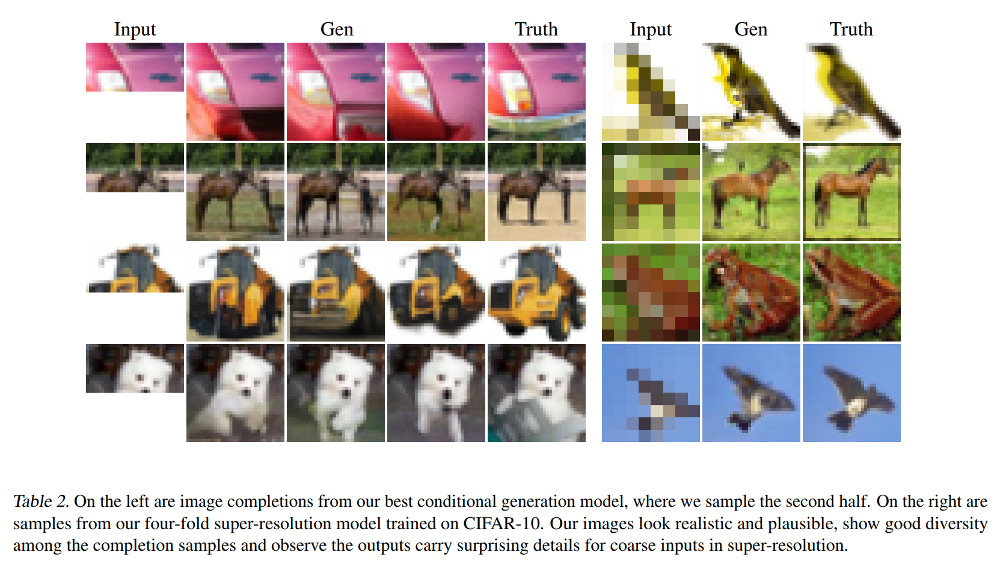 Input Gen Truth Input Gen Truth
Table 2. On the left are image completions from our best conditional generation model, where we sample the second half. On the right are
samples from our four-fold super-resolution model trained on CIFAR-10. Our images look realistic and plausible, show good diversity
among the completion samples and observe the outputs carry surprising details for coarse inputs in super-resolution.